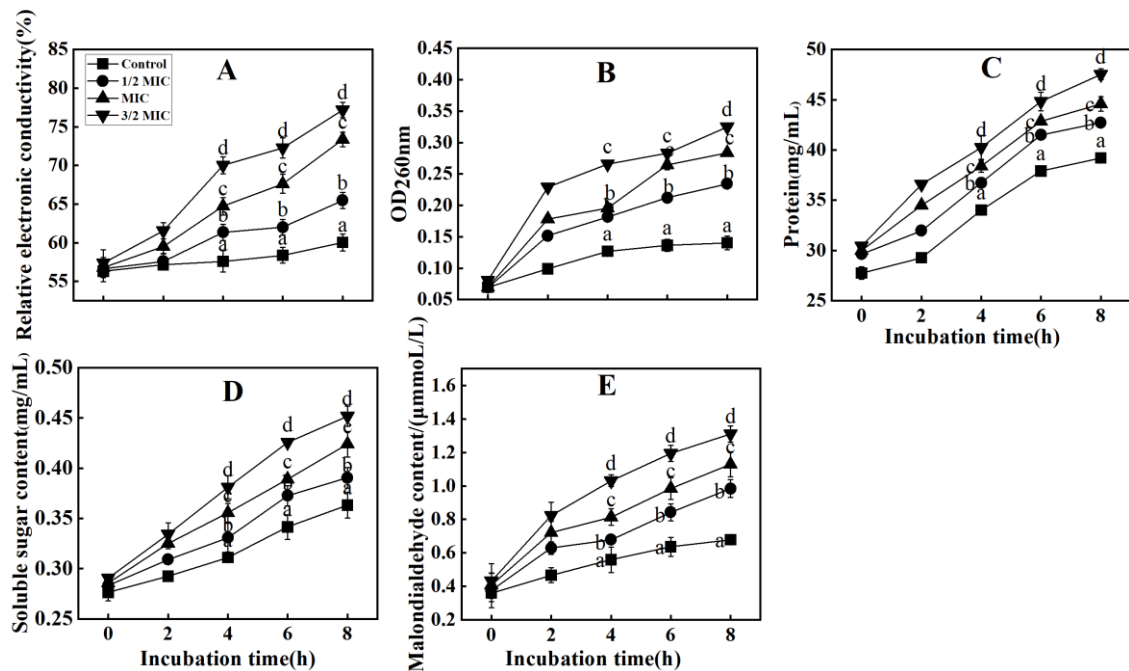 Relative electronic conductivity(%)
85
80
75
70
65
60
55
Control
1/2 MIC
MIC
3/2 MIC
A
d
d
d
c
c
c
b
b
b
a
a
a
OD260nm
0.45
0.40
0.35
0.30
0.25
0.20
0.15
0.10
0.05
B
d
c
c
c
c
b
b
b
a
a
a
Protein(mg/mL)
50
45
40
35
30
25
C
d
d
d
c
c
c
b
b
b
a
a
a
0 2 4 6 8
Incubation time(h)
Soluble sugar content(mg/mL)
0.50
0.45
0.40
0.35
0.30
0.25
D
d
d
d
c
c
c
b
b
b
a
a
a
0 2 4 6 8
Incubation time(h)
Malondialdehyde content/(μmmoL/L)
1.6
1.4
1.2
1.0
0.8
0.6
0.4
0.2
E
d
d
d
c
c
c
b
b
b
a
a
a
0 2 4 6 8
Incubation time(h)